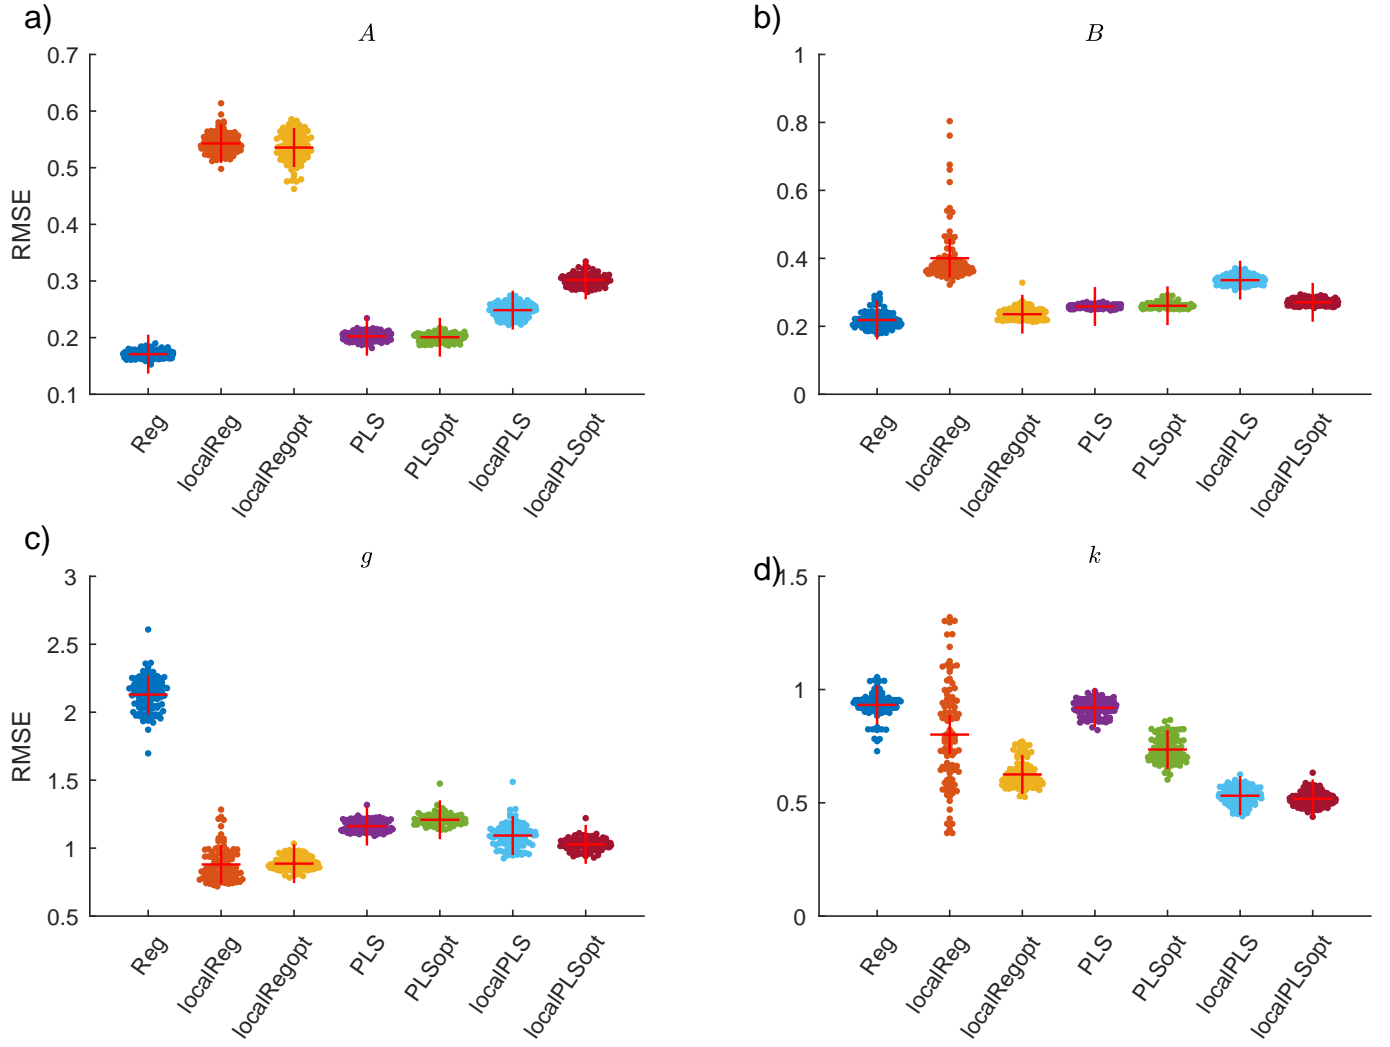 a)
A
RMSE
0.7
0.6
0.5
0.4
0.3
0.2
0.1
Reg
localReg
localRegopt
PLS
PLSopt
localPLS
localPLSopt
b)
B
1
0.8
0.6
0.4
0.2
0
Reg
localReg
localRegopt
PLS
PLSopt
localPLS
localPLSopt
c)
g
RMSE
3
2.5
2
1.5
1
0.5
Reg
localReg
localRegopt
PLS
PLSopt
localPLS
localPLSopt
d)
k
1.5
1
0.5
0
Reg
localReg
localRegopt
PLS
PLSopt
localPLS
localPLSopt